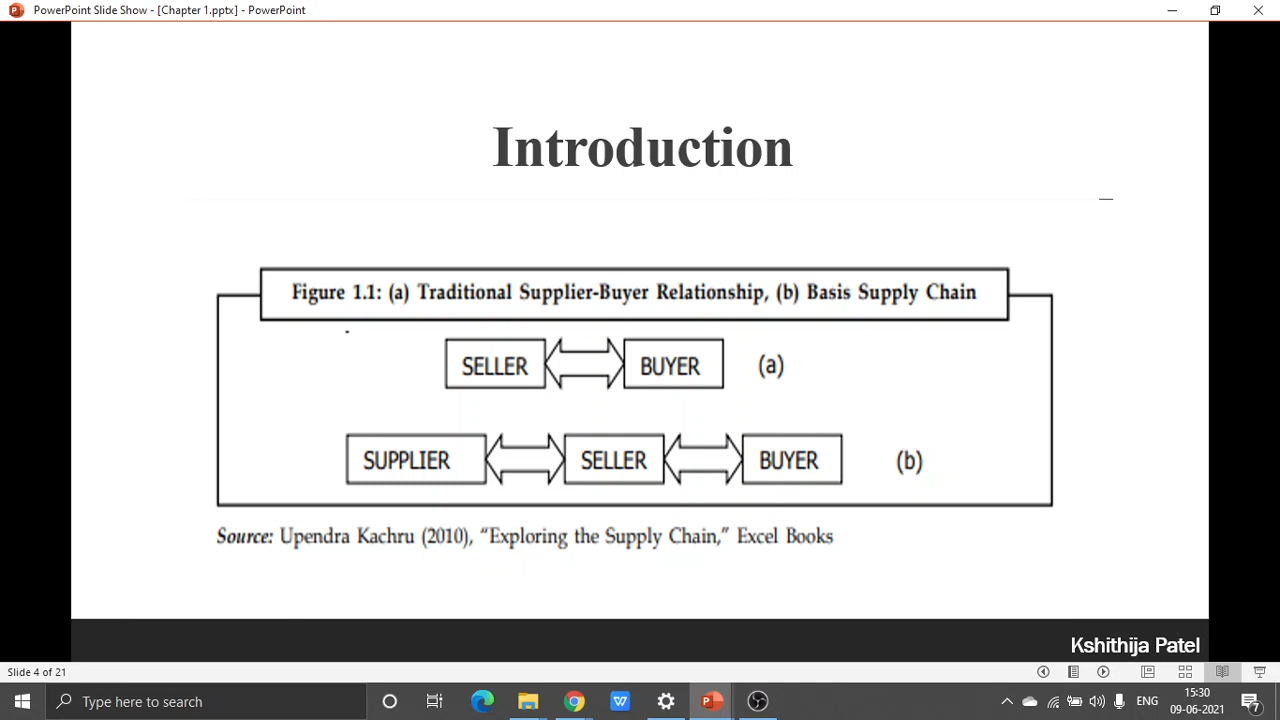 PowerPoint Slide Show - [Chapter 1.pptx] - PowerPoint
Introduction
Figure 1.1: (a) Traditional Supplier-Buyer Relationship, (b) Basis Supply Chain
SELLER BUYER (a)
SUPPLIER SELLER BUYER (b)
Source: Upendra Kachru (2010), “Exploring the Supply Chain,” Excel Books
Kshithija Patel
Slide 4 of 21
Type here to search
ENG
15:30
09-06-2021
7